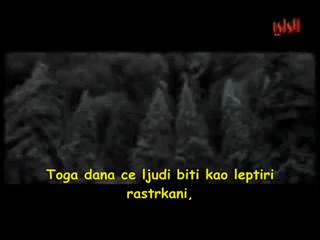 Toga dana ce ljudi biti kao leptiri
rastrkani,